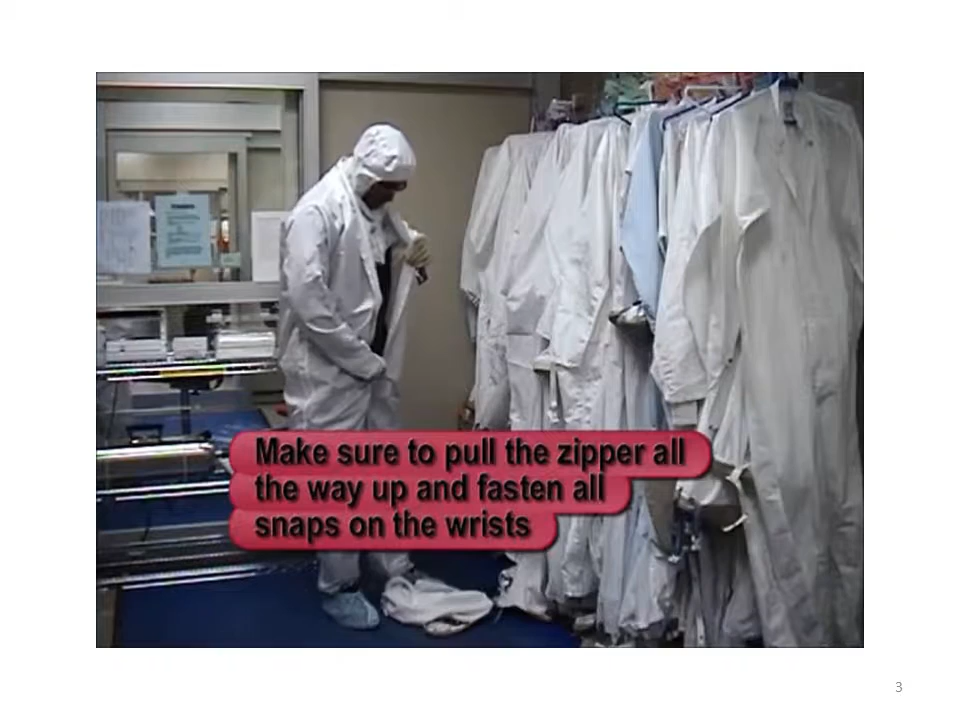 Make sure to pull the zipper all
the way up and fasten all
snaps on the wrists
3